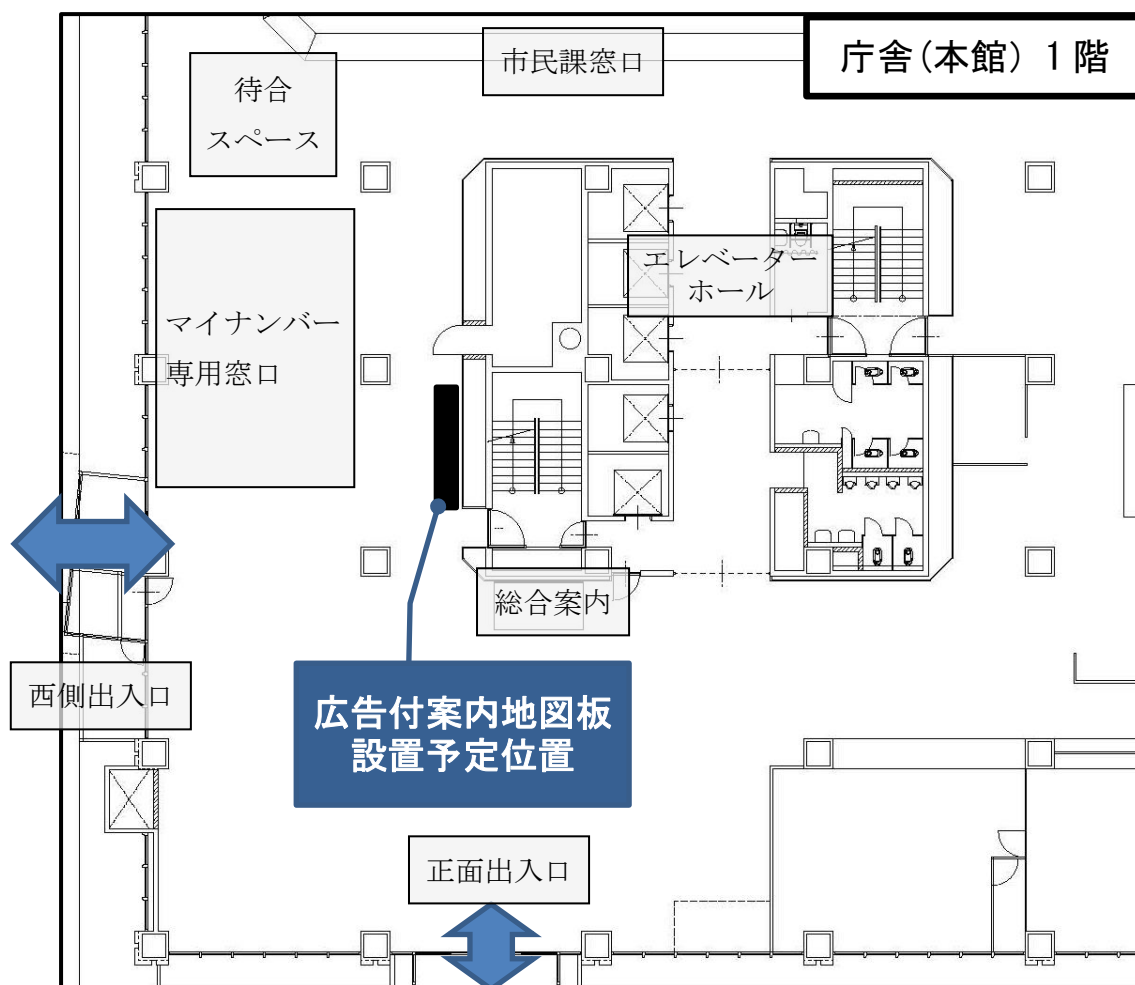 庁舎(本館) 1階
市民課窓口
待合
スペース
エレベーター
ホール
マイナンバー
専用窓口
総合案内
西側出入口
広告付案内地図板
設置予定位置
正面出入口